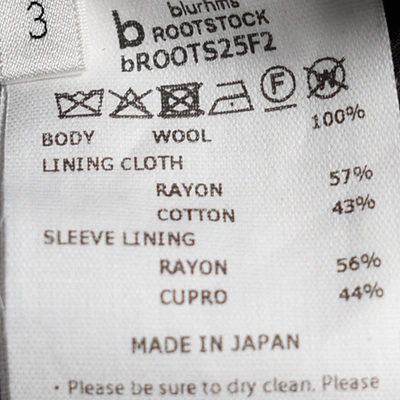 3
blurhms
b ROOTSTOCK
bROOTS25F2
F W
BODY WOOL 100%
LINING CLOTH
RAYON 57%
COTTON 43%
SLEEVE LINING
RAYON 56%
CUPRO 44%
MADE IN JAPAN
・Please be sure to dry clean. Please